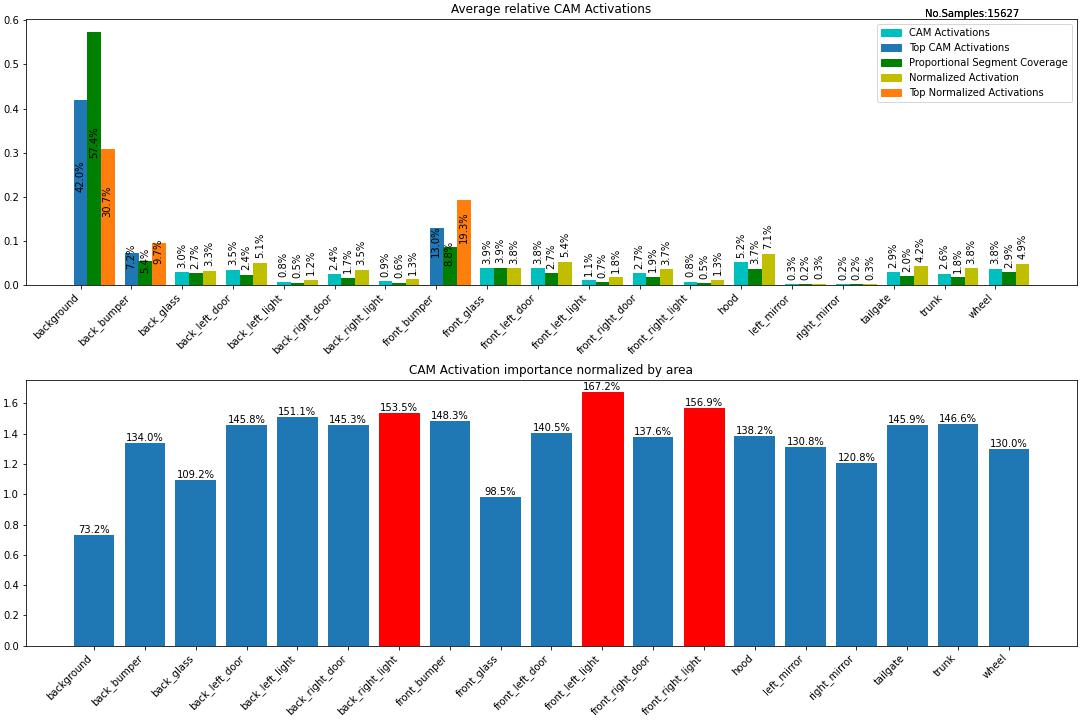 Average relative CAM Activations
No.Samples:15627
CAM Activations
Top CAM Activations
Proportional Segment Coverage
Normalized Activation
Top Normalized Activations
0.6
0.5
0.4
0.3
0.2
0.1
0.0
42.0% 57.4% 30.7%
7.2% 5.4% 9.7%
3.0% 2.7% 3.3%
3.5% 2.4% 5.1%
0.8% 0.5% 1.2%
2.4% 1.7% 3.5%
0.9% 0.6% 1.3%
13.0% 8.8% 19.3%
3.9% 3.9% 3.8%
3.8% 2.7% 5.4%
1.1% 0.7% 1.8%
2.7% 1.9% 3.7%
0.8% 0.5% 1.3%
5.2% 3.7% 7.1%
0.3% 0.2% 0.3%
0.2% 0.2% 0.3%
2.9% 2.0% 4.2%
2.6% 1.8% 3.8%
3.8% 2.9% 4.9%
background
back_bumper
back_glass
back_left_door
back_left_light
back_right_door
back_right_light
front_bumper
front_glass
front_left_door
front_left_light
front_right_door
front_right_light
hood
left_mirror
right_mirror
tailgate
trunk
wheel
CAM Activation importance normalized by area
1.6
1.4
1.2
1.0
0.8
0.6
0.4
0.2
0.0
73.2%
134.0%
109.2%
145.8%
151.1%
145.3%
153.5%
148.3%
98.5%
140.5%
167.2%
137.6%
156.9%
138.2%
130.8%
120.8%
145.9%
146.6%
130.0%
background
back_bumper
back_glass
back_left_door
back_left_light
back_right_door
back_right_light
front_bumper
front_glass
front_left_door
front_left_light
front_right_door
front_right_light
hood
left_mirror
right_mirror
tailgate
trunk
wheel